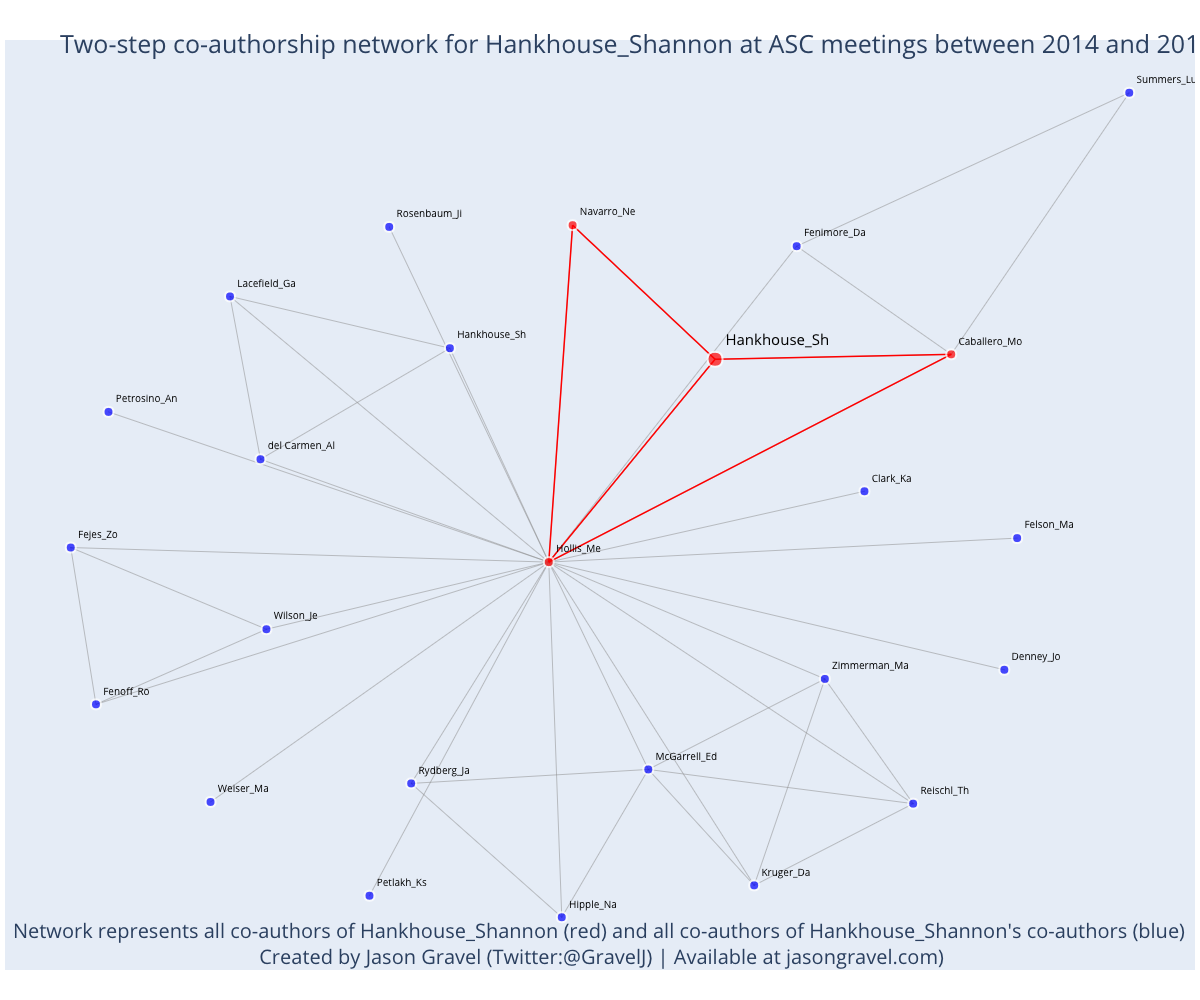 Two-step co-authorship network for Hankhouse_Shannon at ASC meetings between 2014 and 201
Summers_Lu
Rosenbaum_Ji
Navarro_Ne
Fenimore_Da
Lacefield_Ga
Hankhouse_Sh
Hankhouse_Sh
Caballero_Mo
Petrosino_An
del Carmen_Al
Clark_Ka
Felson_Ma
Fejes_Zo
Hollis_Me
Wilson_Je
Denney_Jo
Zimmerman_Ma
Fenoff_Ro
McGarrell_Ed
Rydberg_Ja
Weiser_Ma
Reischl_Th
Kruger_Da
Petlakh_Ks
Hipple_Na
Network represents all co-authors of Hankhouse_Shannon (red) and all co-authors of Hankhouse_Shannon's co-authors (blue)
Created by Jason Gravel (Twitter:@GravelJ) | Available at jasongravel.com)